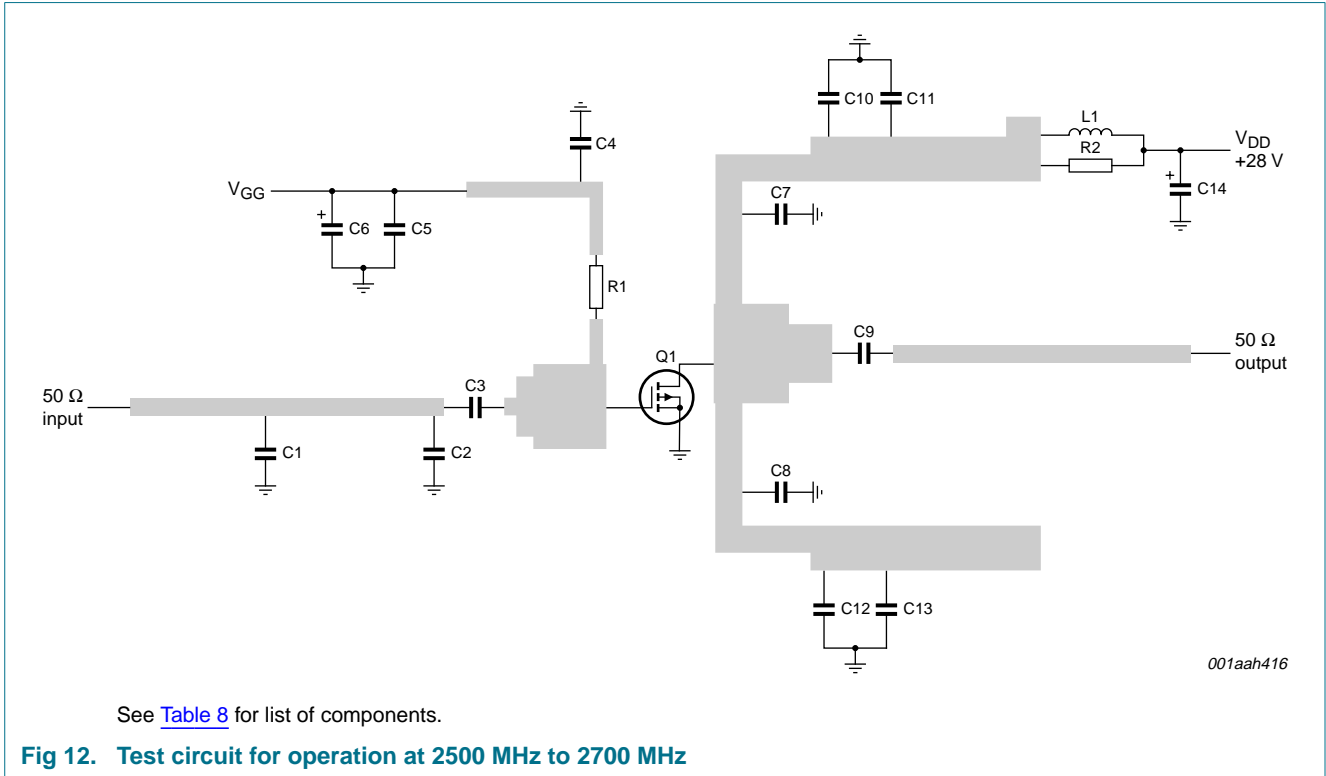 C10
C11
L1
R2
VDD
+28 V
C14
C4
VGG
+
C6
C5
C7
+
R1
C9
50 Ω
output
Q1
50 Ω
input
C3
C1
C2
C8
C12
C13
001aah416
See Table 8 for list of components.
Fig 12. Test circuit for operation at 2500 MHz to 2700 MHz